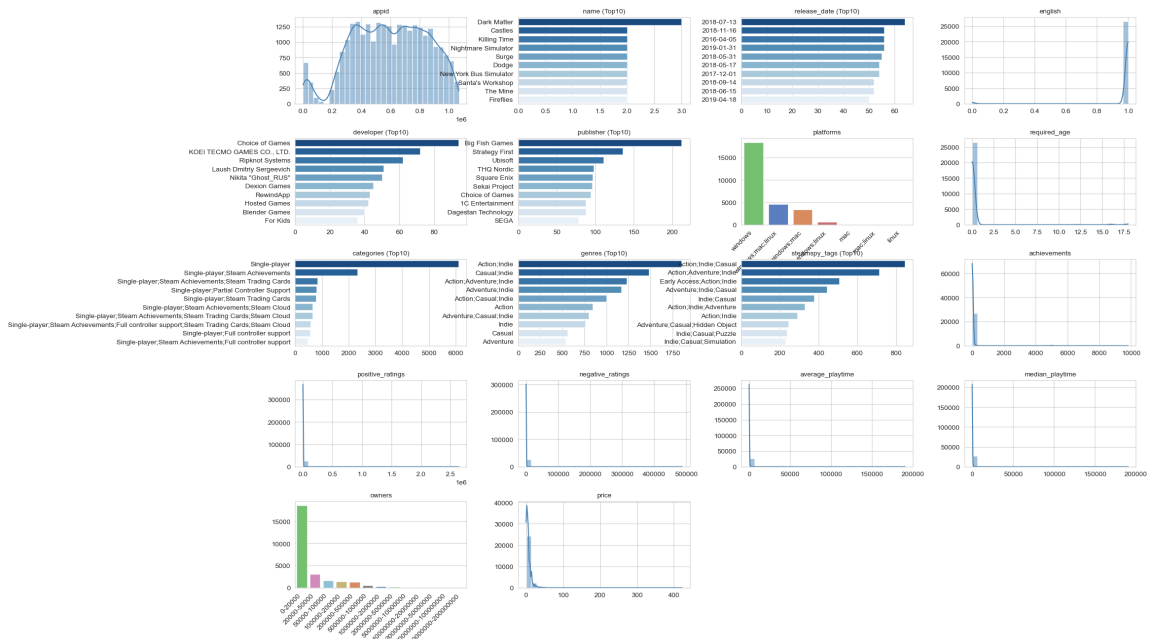 appid
1250
1000
750
500
250
0
0.0 0.2 0.4 0.6 0.8 1.0
1e6
name (Top10)
Dark Matter
Castles
Killing Time
Nightmare Simulator
Surge
Dodge
New York Bus Simulator
Santa's Workshop
The Mine
Fireflies
0.0 0.5 1.0 1.5 2.0 2.5 3.0
release_date (Top10)
2018-07-13
2018-11-16
2016-04-05
2019-01-31
2018-05-31
2018-05-17
2017-12-01
2018-09-14
2018-06-15
2019-04-18
0 10 20 30 40 50 60
english
25000
20000
15000
10000
5000
0
0.0 0.2 0.4 0.6 0.8 1.0
developer (Top10)
Choice of Games
KOEI TECMO GAMES CO., LTD.
Ripknot Systems
Laush Dmitriy Sergeevich
Nikita "Ghost_RUS"
Dexion Games
RewindApp
Hosted Games
Blender Games
For Kids
0 20 40 60 80
publisher (Top10)
Big Fish Games
Strategy First
Ubisoft
THQ Nordic
Square Enix
Sekai Project
Choice of Games
1C Entertainment
Dagestan Technology
SEGA
0 50 100 150 200
platforms
15000
10000
5000
0
windows
windows;mac
mac
mac;linux
linux
required_age
25000
20000
15000
10000
5000
0
0.0 2.5 5.0 7.5 10.0 12.5 15.0 17.5
categories (Top10)
Single-player
Single-player;Steam Achievements
Single-player;Steam Achievements;Steam Trading Cards
Single-player;Partial Controller Support
Single-player;Steam Trading Cards
Single-player;Steam Achievements;Steam Cloud
Single-player;Steam Achievements;Steam Trading Cards;Steam Cloud
Single-player;Steam Achievements;Full controller support;Steam Trading Cards;Steam Cloud
Single-player;Full controller support
Single-player;Steam Achievements;Full controller support
0 1000 2000 3000 4000 5000 6000
genres (Top10)
Action;Indie
Casual;Indie
Action;Adventure;Indie
Adventure;Indie
Action;Casual;Indie
Action
Adventure;Casual;Indie
Indie
Casual
Adventure
0 250 500 750 1000 1250 1500 1750
steamspy_tags (Top10)
Action;Indie;Casual
Action;Adventure;Indie
Early Access;Action;Indie
Adventure;Indie;Casual
Indie;Casual
Action;Indie;Adventure
Action;Indie
Adventure;Casual;Hidden Object
Indie;Casual;Puzzle
Indie;Casual;Simulation
0 200 400 600 800
achievements
60000
40000
20000
0
0 2000 4000 6000 8000 10000
positive_ratings
300000
200000
100000
0
0.0 0.5 1.0 1.5 2.0 2.5
1e6
negative_ratings
300000
200000
100000
0
0 100000 200000 300000 400000 500000
average_playtime
250000
200000
150000
100000
50000
0
0 50000 100000 150000 200000
median_playtime
200000
150000
100000
50000
0
0 50000 100000 150000 200000
owners
15000
10000
5000
0
0-20000
20000-50000
50000-100000
100000-200000
200000-500000
500000-1000000
1000000-2000000
2000000-5000000
price
40000
30000
20000
10000
0
0 200 400